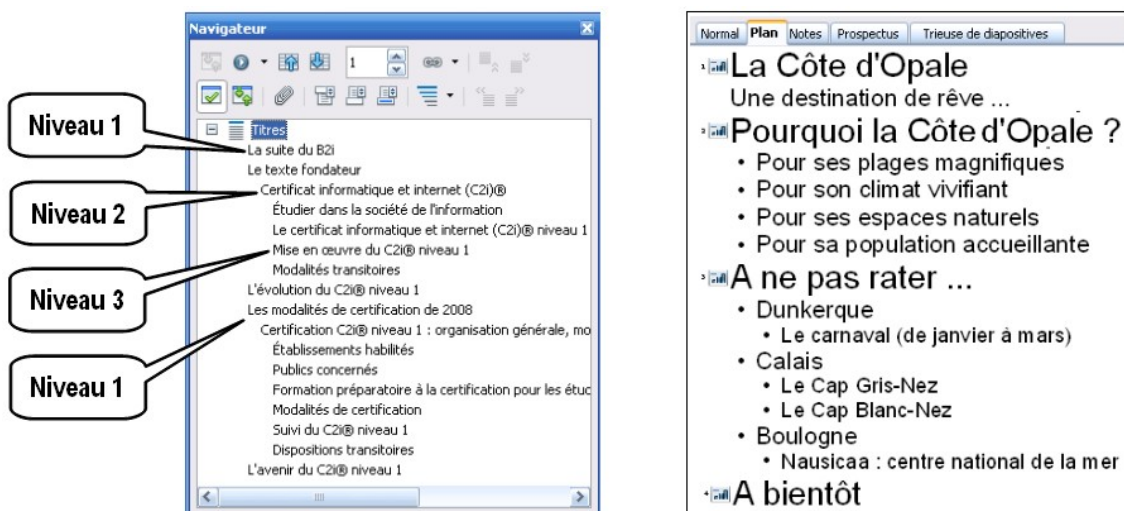 Navigateur
1
Niveau 1
Niveau 2
Niveau 3
Niveau 1
Titres
La suite du B2i
Le texte fondateur
Certificat informatique et internet (C2i)®
Étudier dans la société de l'information
Le certificat informatique et internet (C2i)® niveau 1
Mise en œuvre du C2i® niveau 1
Modalités transitoires
L'évolution du C2i® niveau 1
Les modalités de certification de 2008
Certification C2i® niveau 1 : organisation générale, mo
Établissements habilités
Publics concernés
Formation préparatoire à la certification pour les étuc
Modalités de certification
Suivi du C2i® niveau 1
Dispositions transitoires
L'avenir du C2i® niveau 1
Normal Plan Notes Prospectus Trieuse de diapositives
1 La Côte d'Opale
Une destination de rêve ...
2 Pourquoi la Côte d'Opale ?
• Pour ses plages magnifiques
• Pour son climat vivifiant
• Pour ses espaces naturels
• Pour sa population accueillante
3 A ne pas rater ...
• Dunkerque
• Le carnaval (de janvier à mars)
• Calais
• Le Cap Gris-Nez
• Le Cap Blanc-Nez
• Boulogne
• Nausicaa : centre national de la mer
4 A bientôt